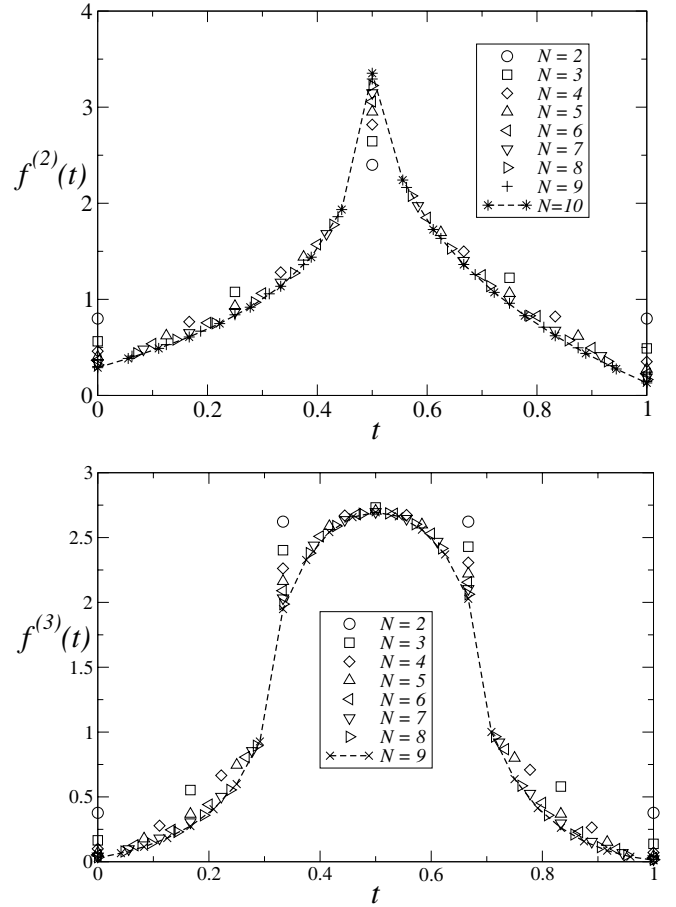 4
3
2
1
0
f^(2)(t)
N = 2
N = 3
N = 4
N = 5
N = 6
N = 7
N = 8
N = 9
N=10
0 0.2 0.4 0.6 0.8 1
t
3
2.5
2
1.5
1
0.5
0
f^(3)(t)
N = 2
N = 3
N = 4
N = 5
N = 6
N = 7
N = 8
N = 9
0 0.2 0.4 0.6 0.8 1
t